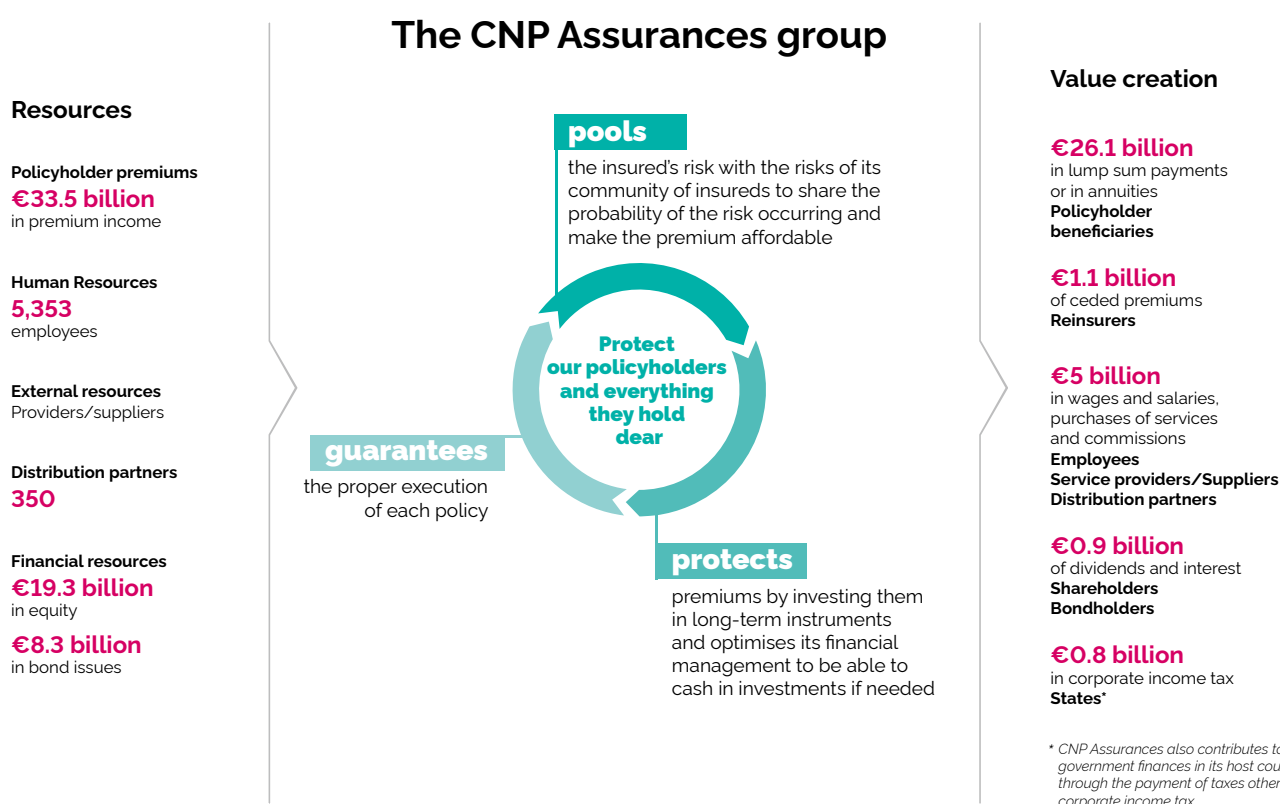 The CNP Assurances group
Resources
Policyholder premiums
€33.5 billion
in premium income
Human Resources
5,353
employees
External resources
Providers/suppliers
Distribution partners
350
Financial resources
€19.3 billion
in equity
€8.3 billion
in bond issues
pools
the insured’s risk with the risks of its
community of insureds to share the
probability of the risk occurring and
make the premium affordable
Protect
our policyholders
and everything
they hold
dear
guarantees
the proper execution
of each policy
protects
premiums by investing them
in long-term instruments
and optimises its financial
management to be able to
cash in investments if needed
Value creation
€26.1 billion
in lump sum payments
or in annuities
Policyholder
beneficiaries
€1.1 billion
of ceded premiums
Reinsurers
€5 billion
in wages and salaries,
purchases of services
and commissions
Employees
Service providers/Suppliers
Distribution partners
€0.9 billion
of dividends and interest
Shareholders
Bondholders
€0.8 billion
in corporate income tax
States*
* CNP Assurances also contributes
government finances in its host
through the payment of taxes other
corporate income tax